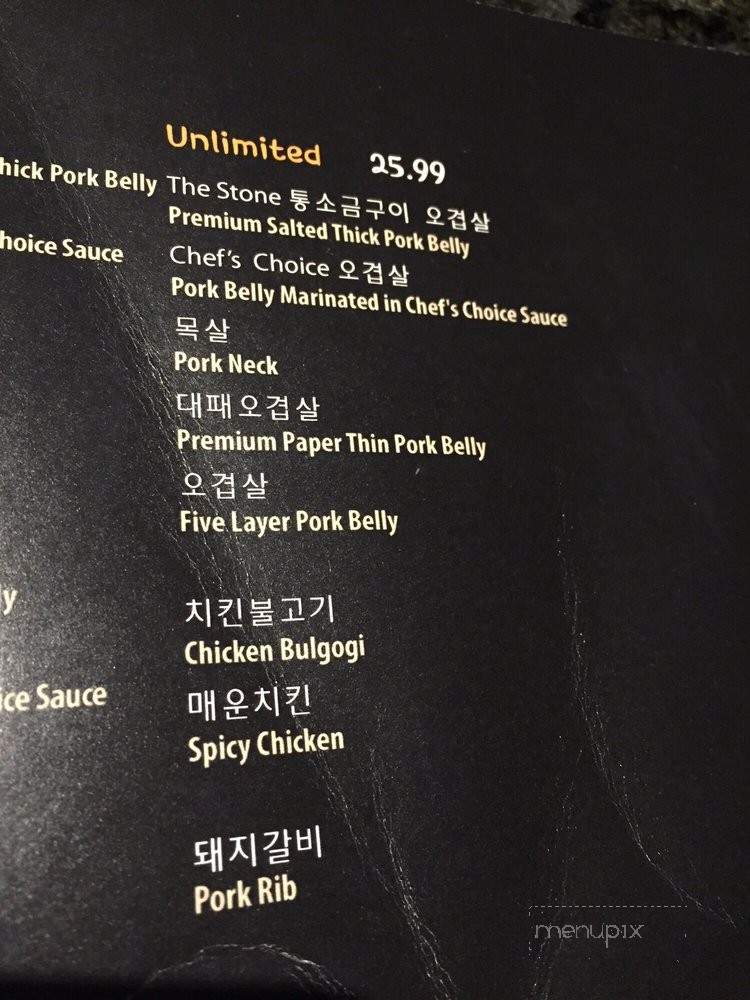 Unlimited 25.99
hick Pork Belly
The Stone 통소금구이 오겹살
Premium Salted Thick Pork Belly
hoice Sauce
Chef's Choice 오겹살
Pork Belly Marinated in Chef's Choice Sauce
목살
Pork Neck
대패오겹살
Premium Paper Thin Pork Belly
오겹살
Five Layer Pork Belly
ly
치킨불고기
Chicken Bulgogi
ice Sauce
매운치킨
Spicy Chicken
돼지갈비
Pork Rib
menupix